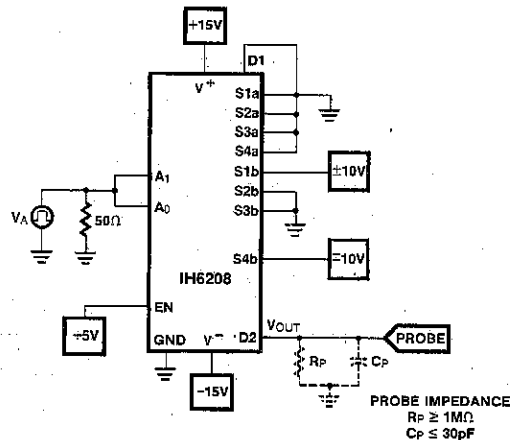 +15V
D1
V+
S1a
S2a
S3a
S4a
S1b
±10V
S2b
S3b
A1
A0
VA
50Ω
S4b
∓10V
IH6208
EN
+5V
GND
V−
D2
VOUT
PROBE
RP
CP
−15V
PROBE IMPEDANCE
RP ≥ 1MΩ
CP ≤ 30pF